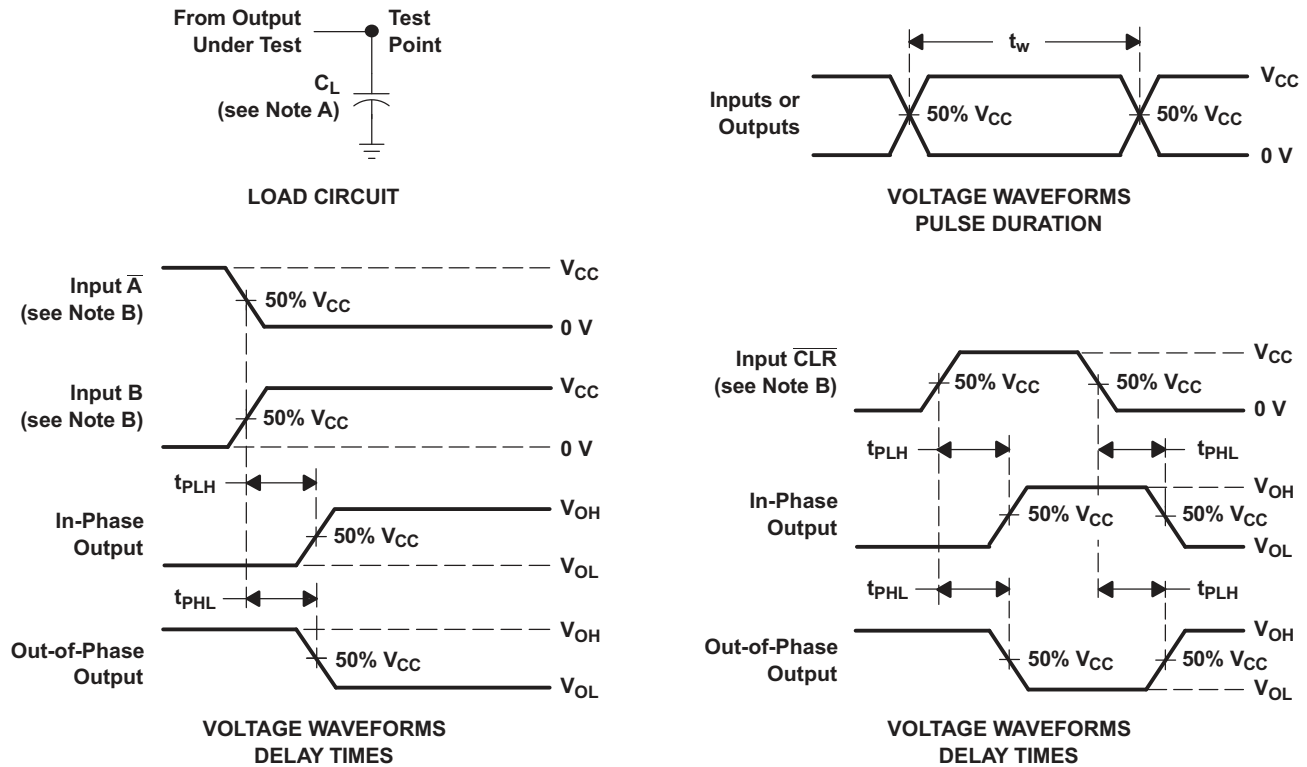 From Output
Under Test
Test
Point
C_L
(see Note A)
LOAD CIRCUIT
t_w
Inputs or
Outputs
50% V_CC
50% V_CC
V_CC
0 V
VOLTAGE WAVEFORMS
PULSE DURATION
Input A̅
(see Note B)
50% V_CC
V_CC
0 V
Input B
(see Note B)
50% V_CC
V_CC
0 V
t_PLH
In-Phase
Output
50% V_CC
V_OH
V_OL
t_PHL
Out-of-Phase
Output
50% V_CC
V_OH
V_OL
VOLTAGE WAVEFORMS
DELAY TIMES
Input C̅L̅R̅
(see Note B)
50% V_CC
50% V_CC
V_CC
0 V
t_PLH
t_PHL
In-Phase
Output
50% V_CC
50% V_CC
V_OH
V_OL
t_PHL
t_PLH
Out-of-Phase
Output
50% V_CC
50% V_CC
V_OH
V_OL
VOLTAGE WAVEFORMS
DELAY TIMES